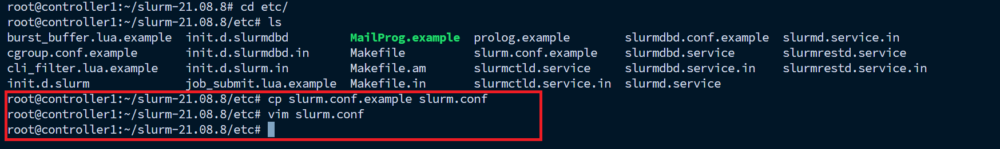 root@controller1:~/slurm-21.08.8# cd etc/
root@controller1:~/slurm-21.08.8/etc# ls
burst_buffer.lua.example  init.d.slurmdbd         MailProg.example  prolog.example        slurmdbd.conf.example  slurmd.service.in
cgroup.conf.example       init.d.slurmdbd.in      Makefile          slurm.conf.example    slurmdbd.service       slurmrestd.service
cli_filter.lua.example    init.d.slurm.in         Makefile.am       slurmctld.service     slurmdbd.service.in    slurmrestd.service.in
init.d.slurm              job_submit.lua.example  Makefile.in       slurmctld.service.in  slurmd.service
root@controller1:~/slurm-21.08.8/etc# cp slurm.conf.example slurm.conf
root@controller1:~/slurm-21.08.8/etc# vim slurm.conf
root@controller1:~/slurm-21.08.8/etc#